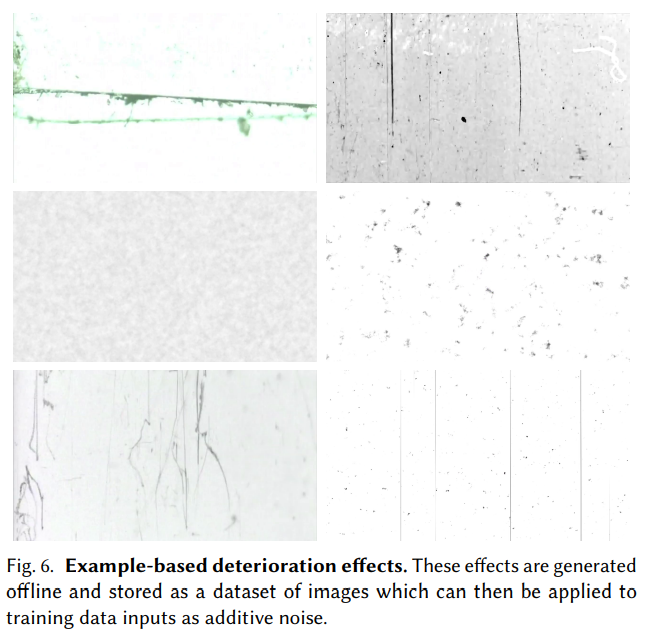 Fig. 6. Example-based deterioration effects. These effects are generated
offline and stored as a dataset of images which can then be applied to
training data inputs as additive noise.